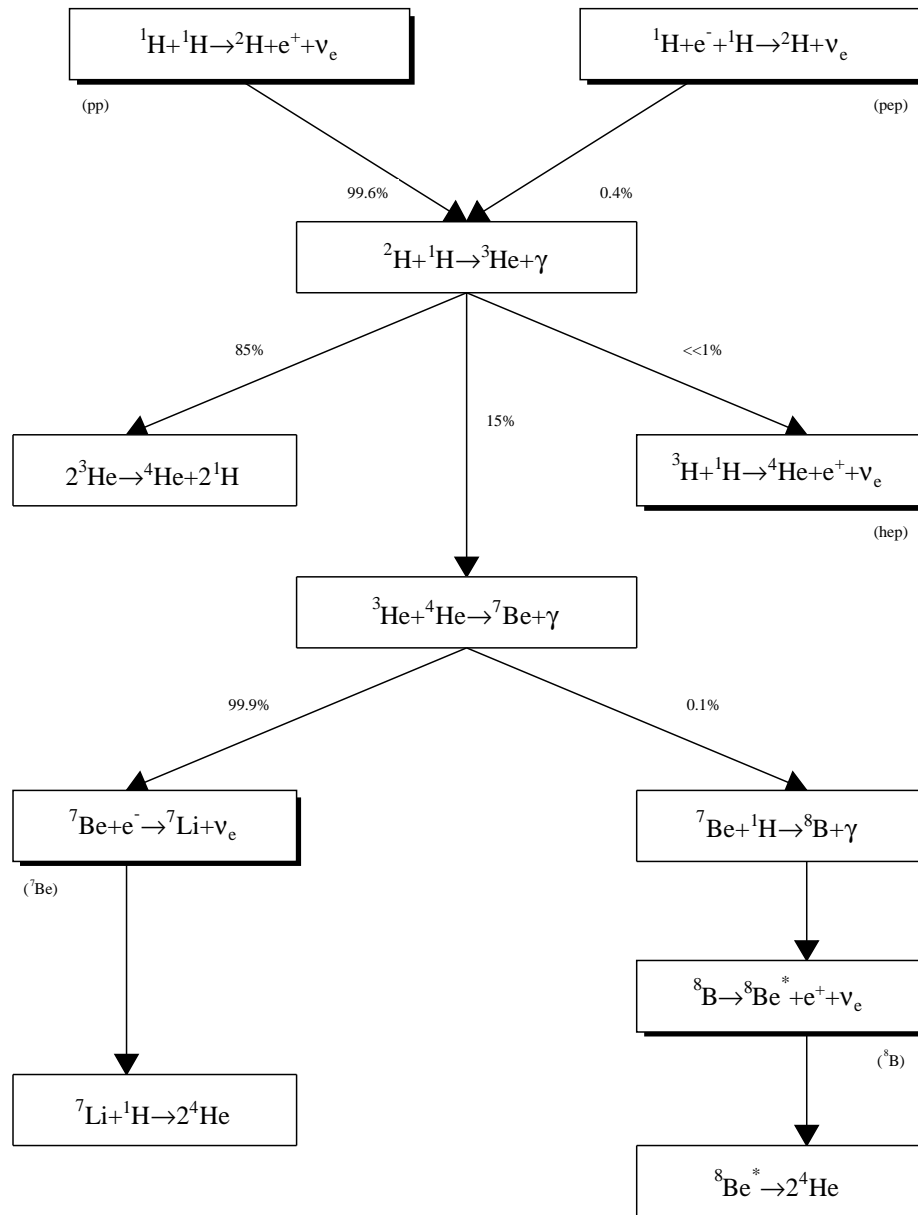 ¹H+¹H→²H+e⁺+νₑ
¹H+e⁻+¹H→²H+νₑ
(pp)
(pep)
99.6%
0.4%
²H+¹H→³He+γ
85%
<<1%
15%
2³He→⁴He+2¹H
³H+¹H→⁴He+e⁺+νₑ
(hep)
³He+⁴He→⁷Be+γ
99.9%
0.1%
⁷Be+e⁻→⁷Li+νₑ
⁷Be+¹H→⁸B+γ
(⁷Be)
⁸B→⁸Be*+e⁺+νₑ
(⁸B)
⁷Li+¹H→2⁴He
⁸Be*→2⁴He